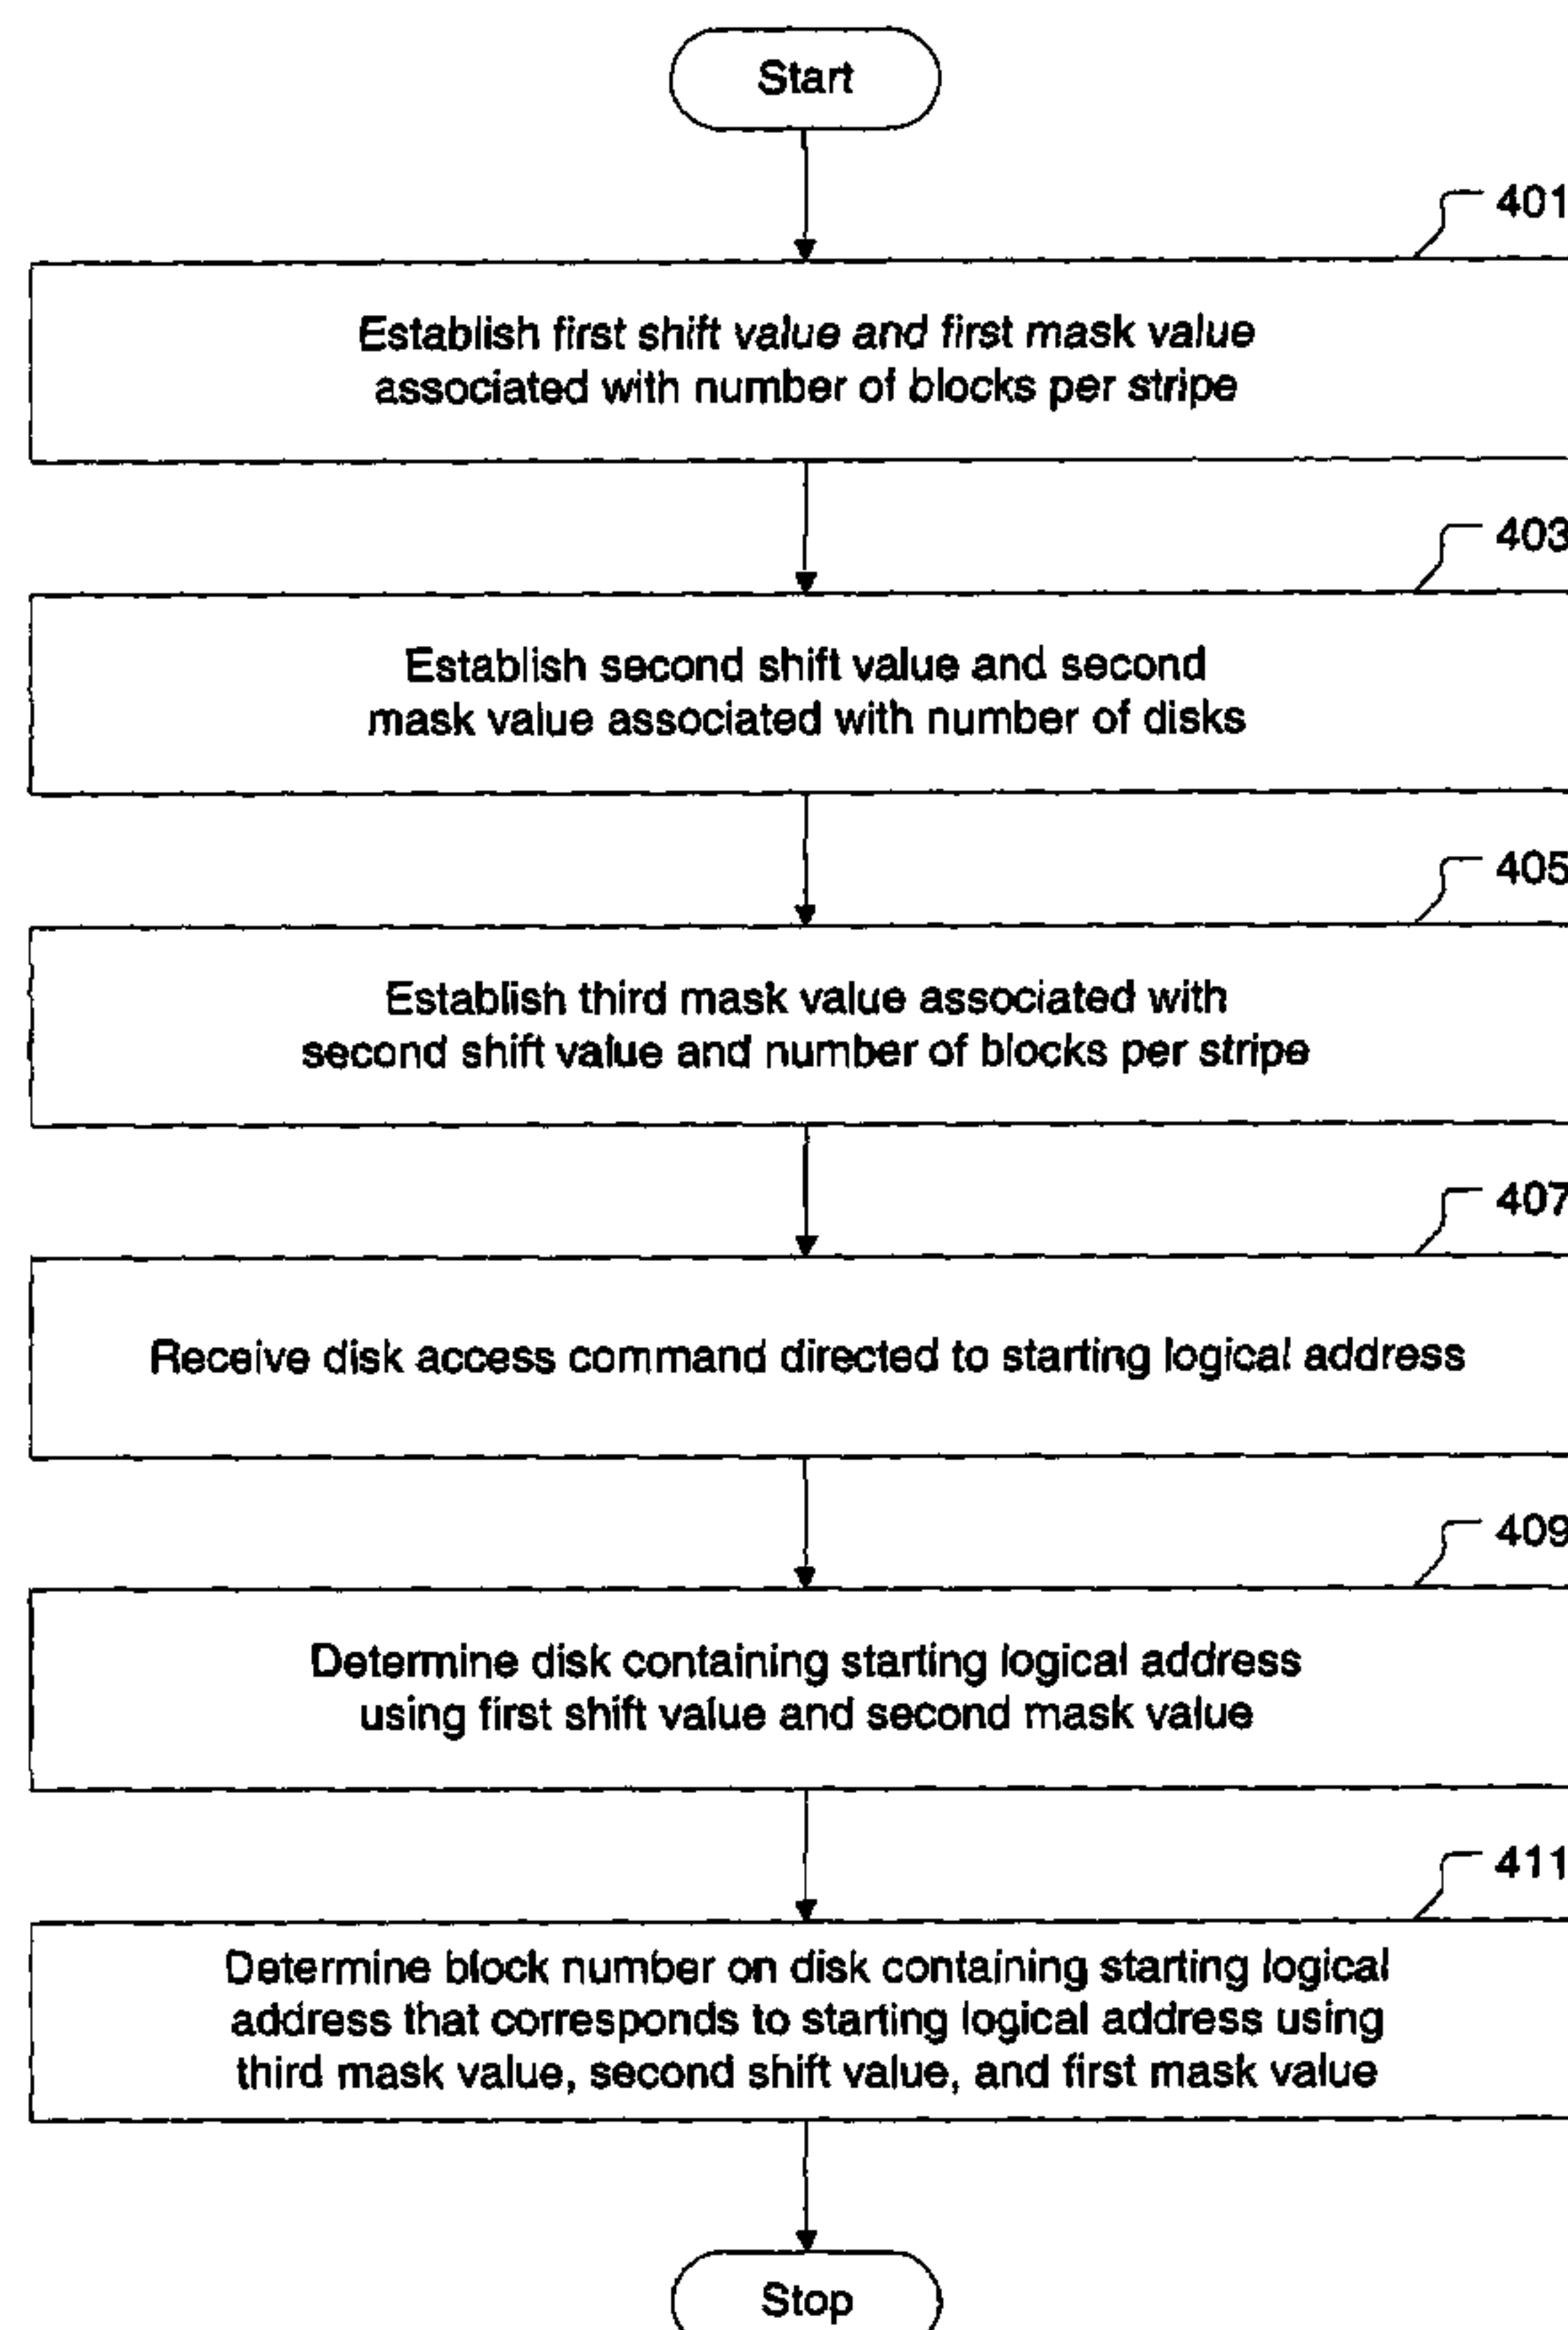 Start
401
Establish first shift value and first mask value
associated with number of blocks per stripe
403
Establish second shift value and second
mask value associated with number of disks
405
Establish third mask value associated with
second shift value and number of blocks per stripe
407
Receive disk access command directed to starting logical address
409
Determine disk containing starting logical address
using first shift value and second mask value
411
Determine block number on disk containing starting logical
address that corresponds to starting logical address using
third mask value, second shift value, and first mask value
Stop